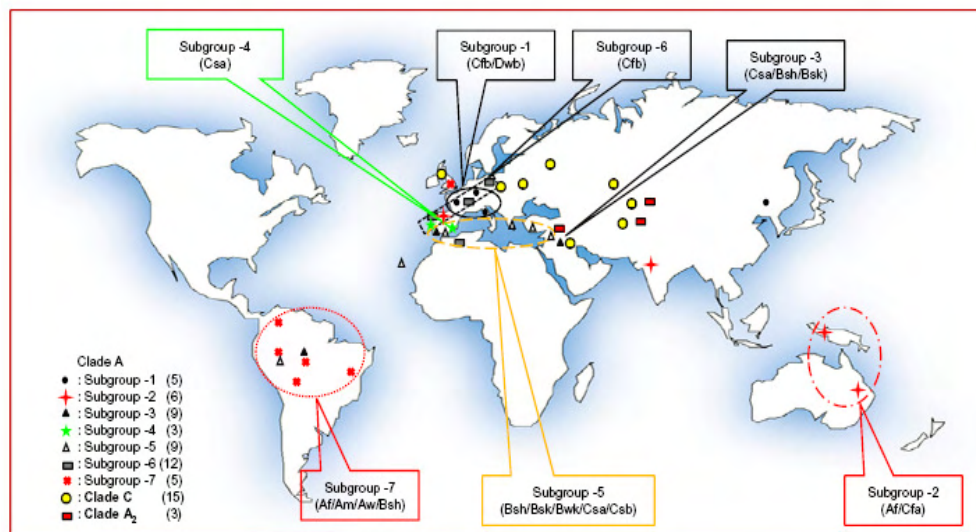 Subgroup -4
(Csa)
Subgroup -1
(Cfb/Dwb)
Subgroup -6
(Cfb)
Subgroup -3
(Csa/Bsh/Bsk)
Clade A
: Subgroup -1 (5)
: Subgroup -2 (6)
: Subgroup -3 (9)
: Subgroup -4 (3)
: Subgroup -5 (9)
: Subgroup -6 (12)
: Subgroup -7 (5)
: Clade C (15)
: Clade A₂ (3)
Subgroup -7
(Af/Am/Aw/Bsh)
Subgroup -5
(Bsh/Bsk/Bwk/Csa/Csb)
Subgroup -2
(Af/Cfa)